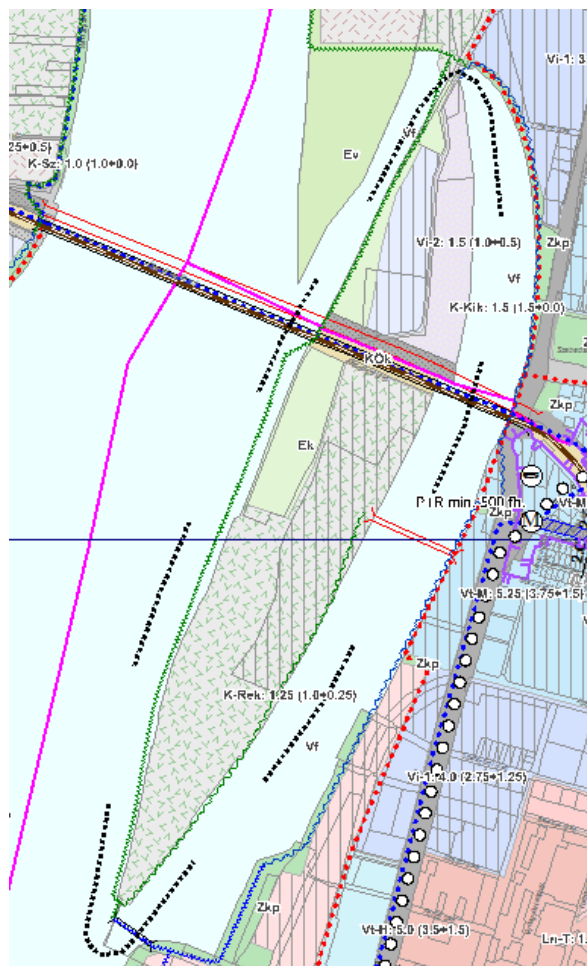 Vi-1: 3.
25+0.5)
K-Sz: 1.0 (1.0+0.0)
Vf
Ev
Vi-2: 1.5 (1.0+0.5)
Zkp
Vf
K-Kik: 1.5 (1.5+0.0)
KÖk
Zkp
Ek
P+R min. 500 fh.
Vt-M
Zkp
M
Vt-M: 5.25 (3.75+1.5)
Zkp
K-Rek: 1.25 (1.0+0.25)
Vf
Vi-1: 4.0 (2.75+1.25)
Zkp
Vt-H: 5.0 (3.5+1.5)
Ln-T: 1.